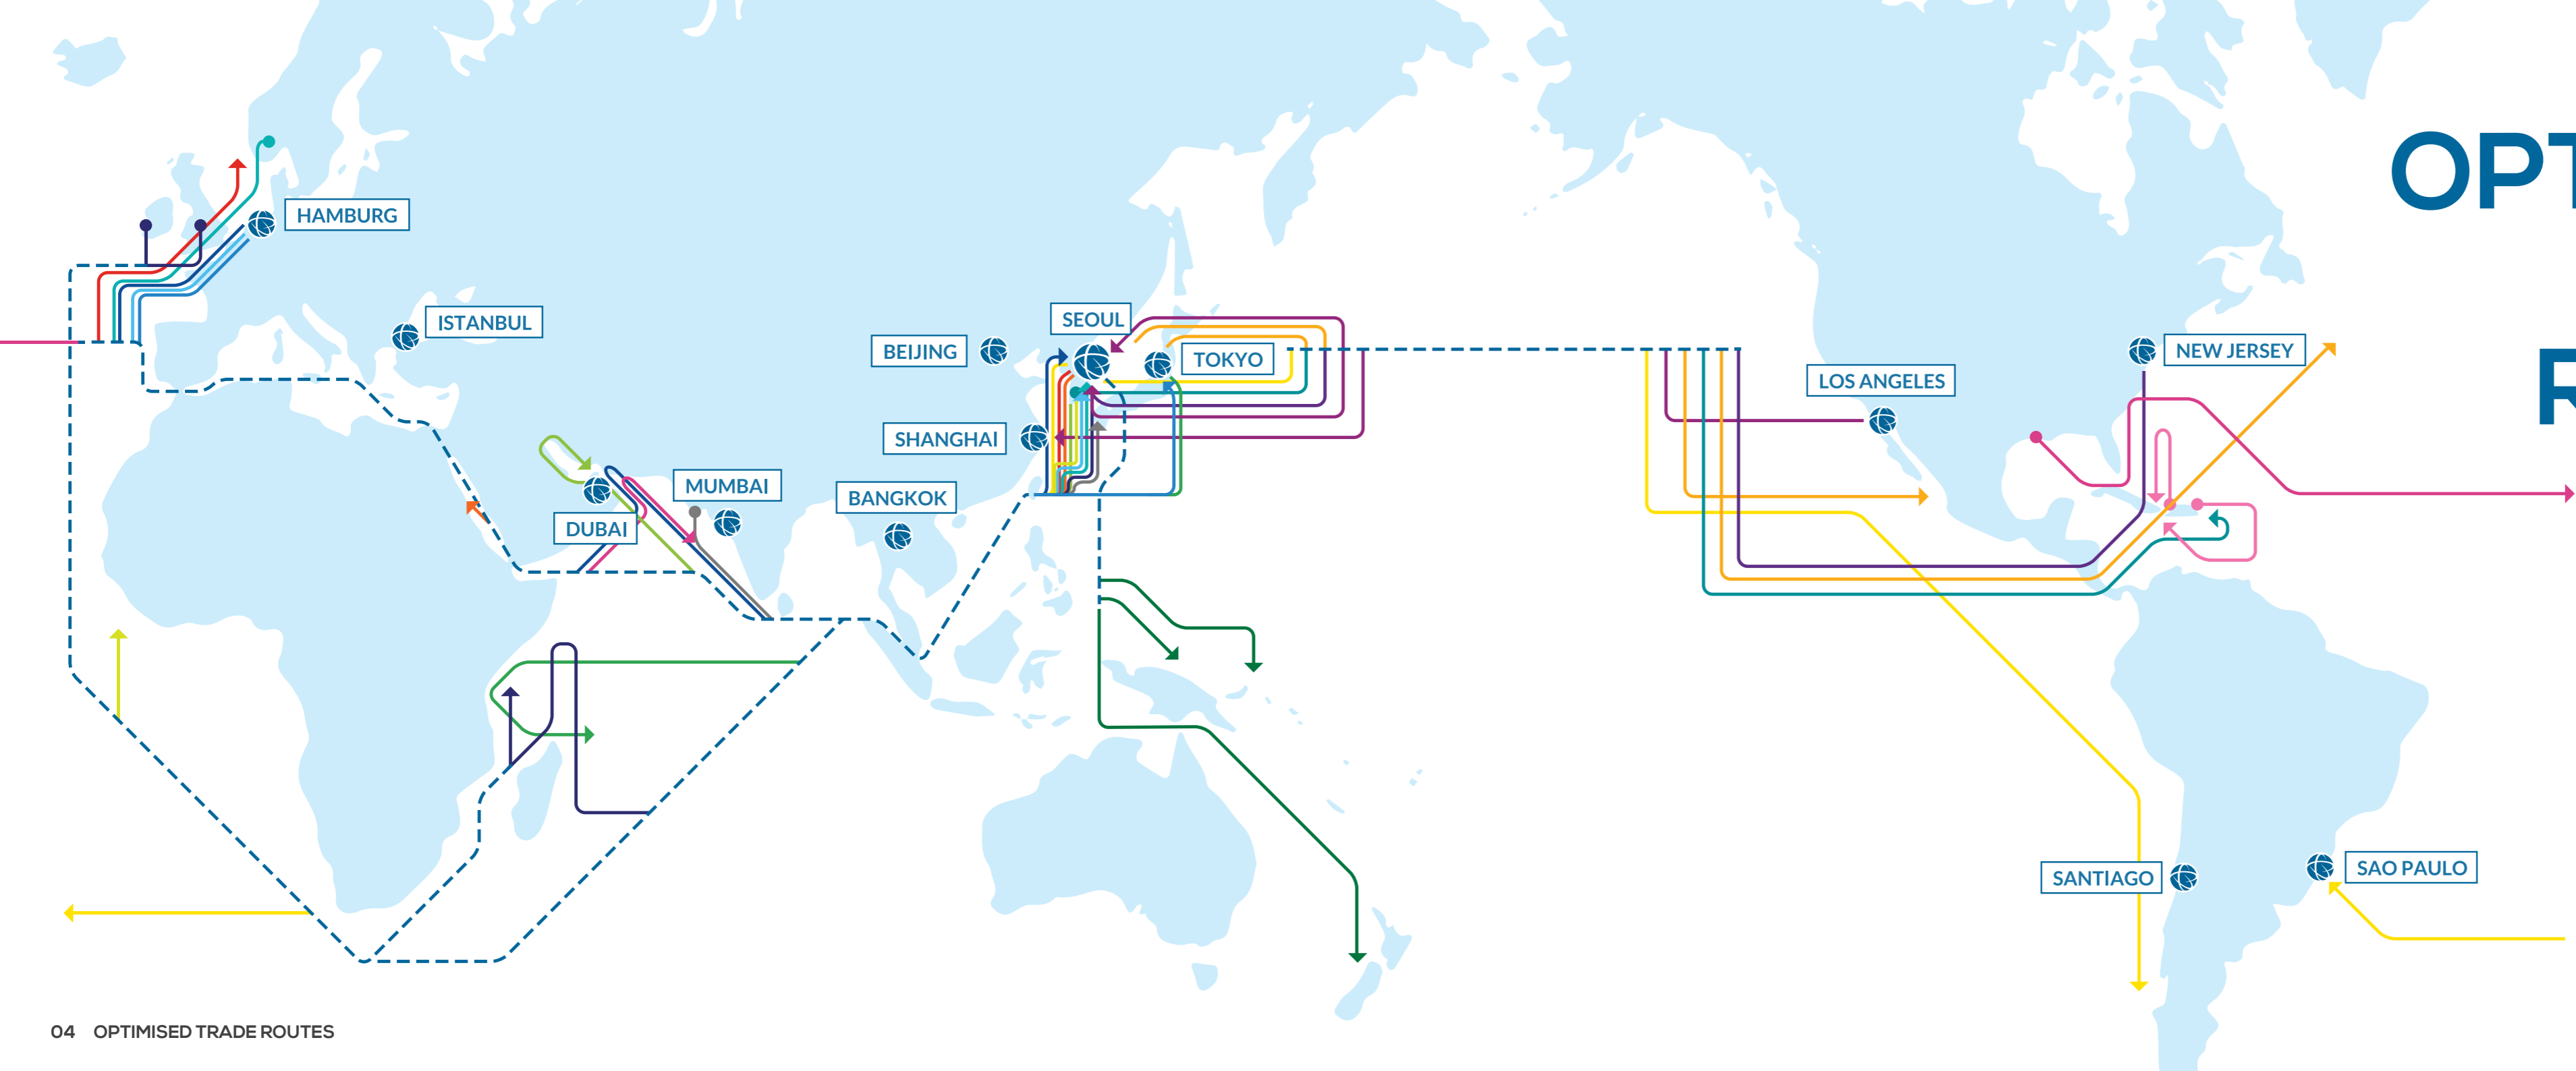 OPT
HAMBURG
ISTANBUL
SEOUL
BEIJING
TOKYO
NEW JERSEY
R
LOS ANGELES
SHANGHAI
MUMBAI
BANGKOK
DUBAI
SANTIAGO
SAO PAULO
04 OPTIMISED TRADE ROUTES